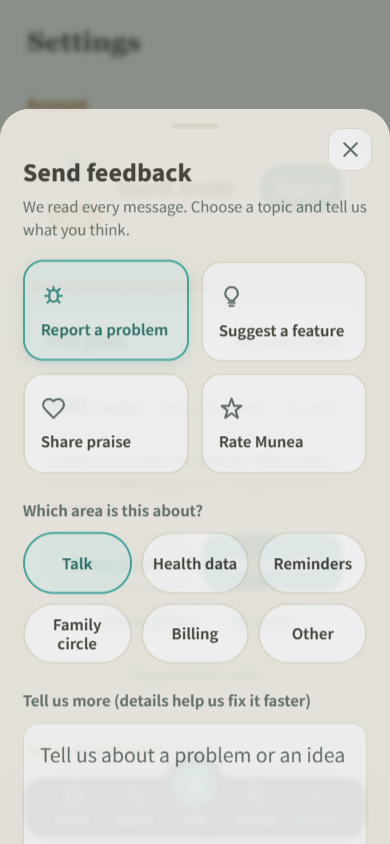 Settings
Account
Send feedback
We read every message. Choose a topic and tell us
what you think.
Report a problem
Suggest a feature
Share praise
Rate Munea
Which area is this about?
Talk
Health data
Reminders
Family
circle
Billing
Other
Tell us more (details help us fix it faster)
Tell us about a problem or an idea